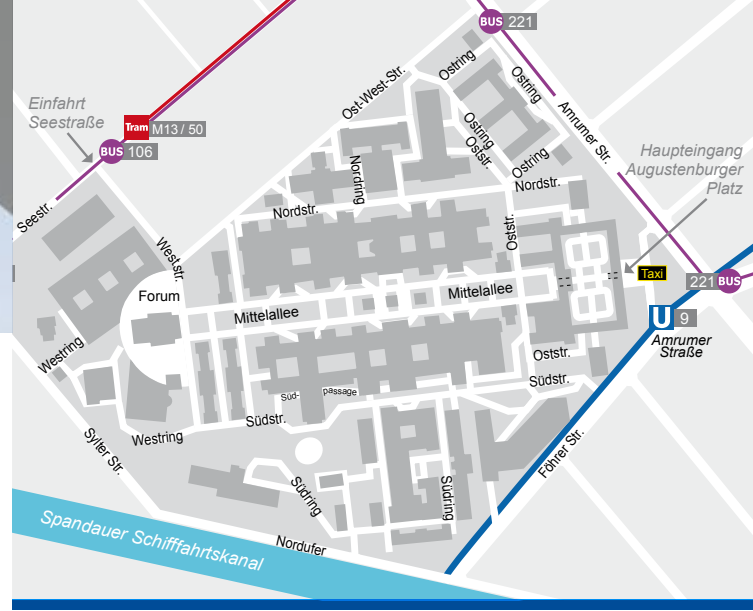 BUS 221
Ostring
Ostring
Ost-West-Str.
Amrumer Str.
Einfahrt
Seestraße
Tram M13 / 50
BUS 106
Ostring
Oststr.
Ostring
Haupteingang
Augustenburger
Platz
Nordring
Nordstr.
Nordstr.
Seestr.
Oststr.
Weststr.
Taxi
221 BUS
Forum
Mittelallee
Mittelallee
U 9
Amrumer
Straße
Westring
Oststr.
Südstr.
Süd-
passage
Südstr.
Westring
Sylter Str.
Föhrer Str.
Südring
Südring
Spandauer Schifffahrtskanal
Nordufer